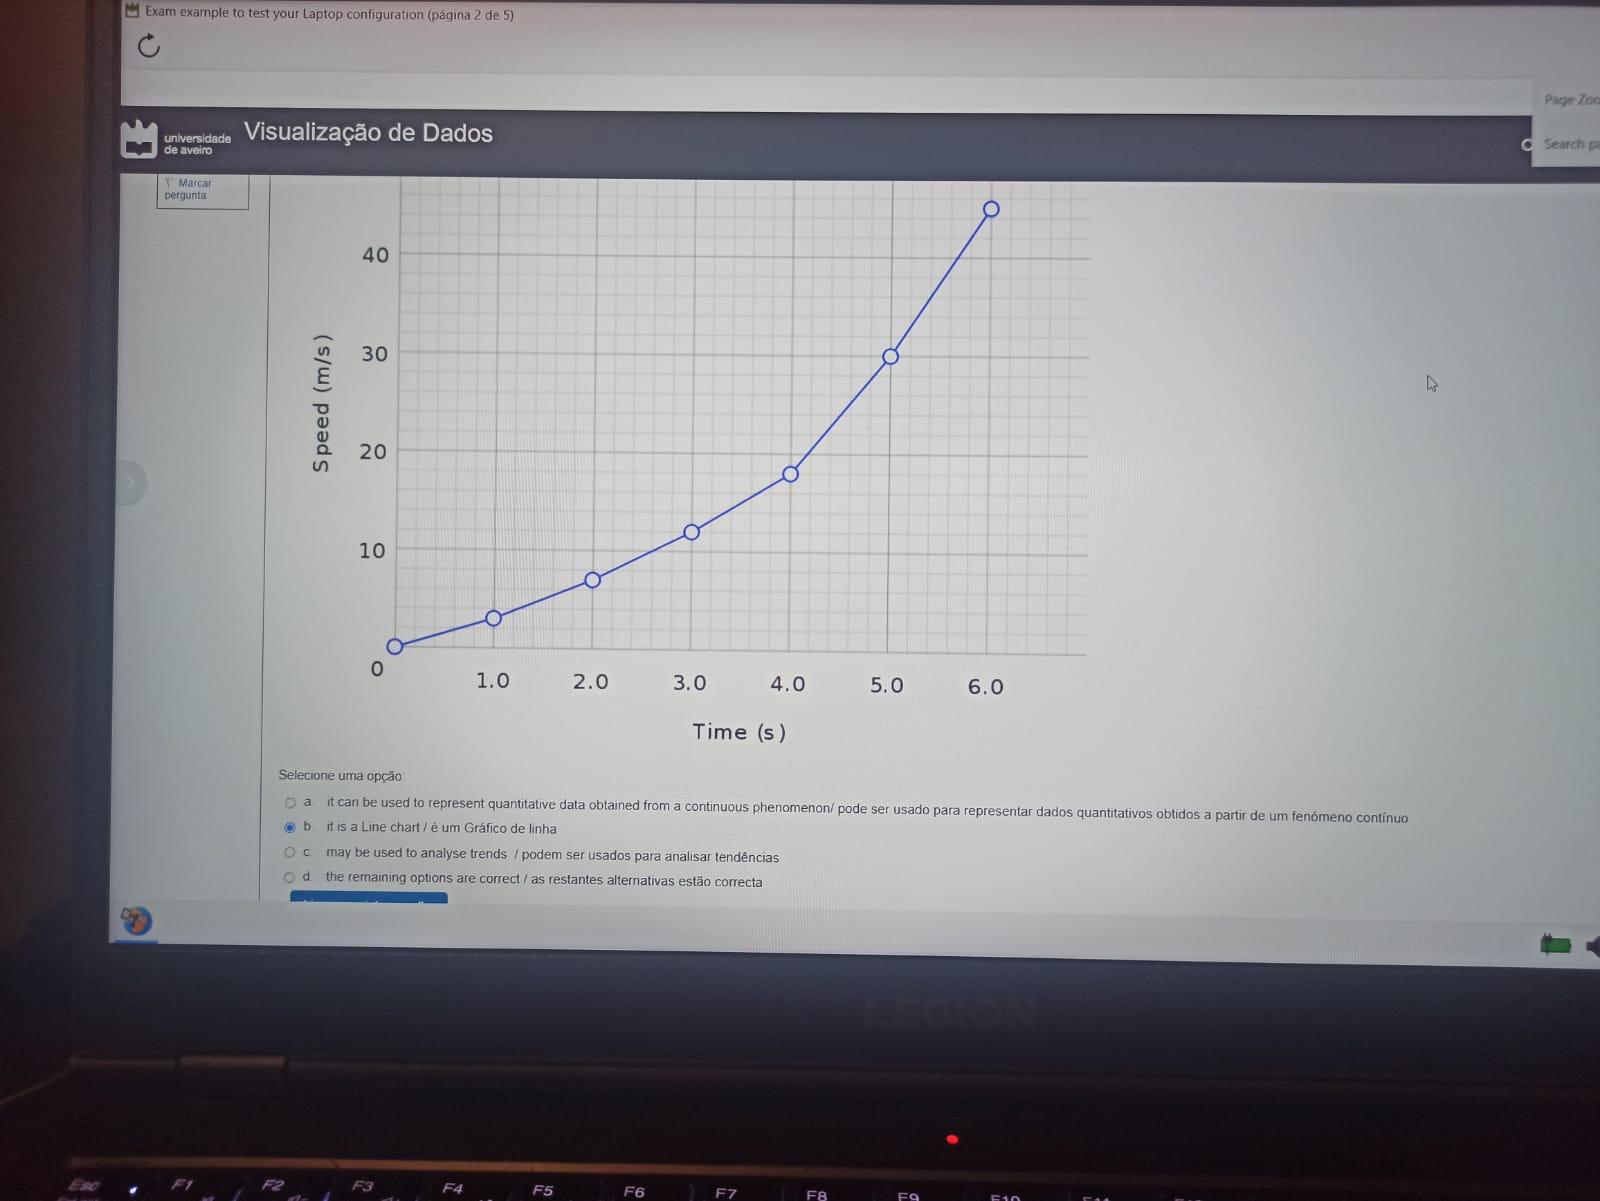 Exam example to test your Laptop configuration (página 2 de 5)
Page
Search
universidade
de aveiro
Visualização de Dados
Marcar
pergunta
40
30
20
10
0
Speed (m/s)
1.0 2.0 3.0 4.0 5.0 6.0
Time (s)
Selecione uma opção
a. it can be used to represent quantitative data obtained from a continuous phenomenon/ pode ser usado para representar dados quantitativos obtidos a partir de um fenómeno contínuo
b. it is a Line chart / é um Gráfico de linha
c. may be used to analyse trends / podem ser usados para analisar tendências
d. the remaining options are correct / as restantes alternativas estão correcta
LEGION
Esc F1 F2 F3 F4 F5 F6 F7 F8 F9 F10